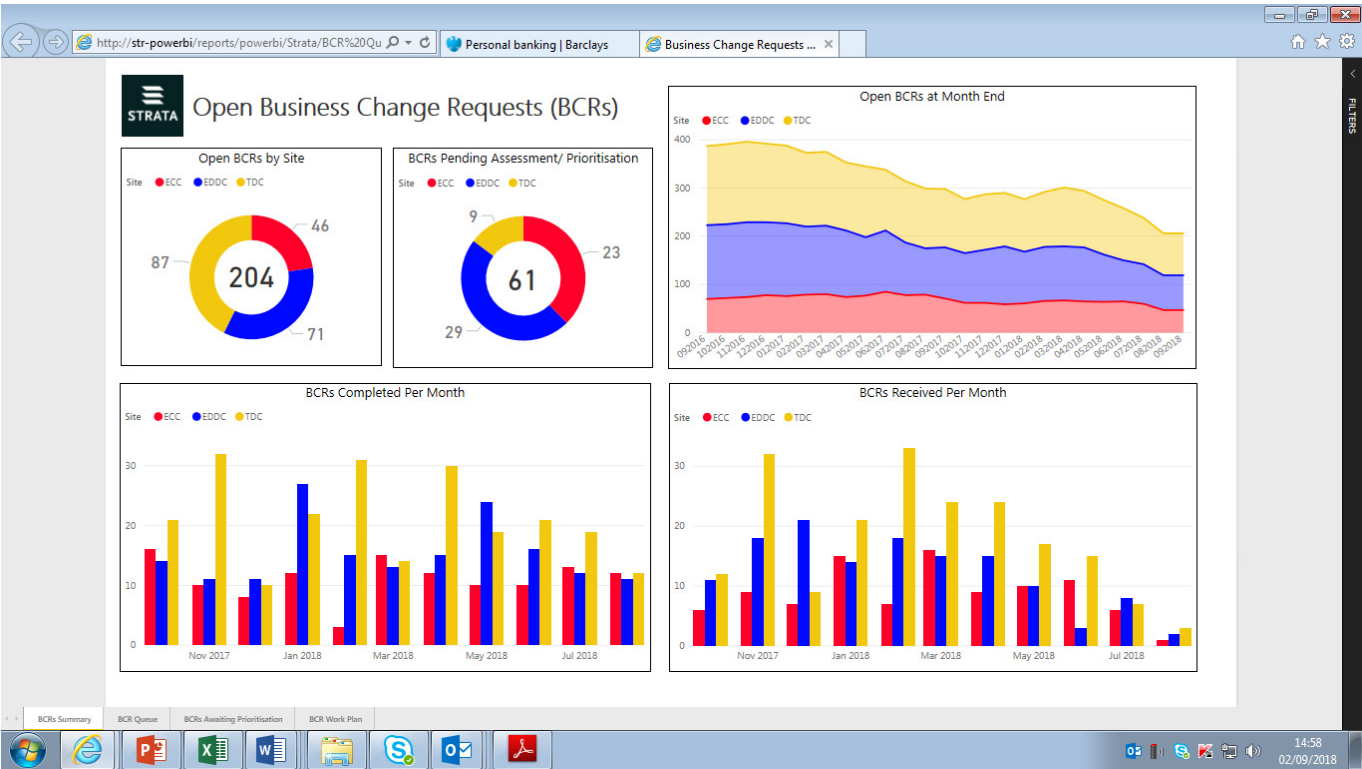 http://str-powerbi/reports/powerbi/Strata/BCR%20Qu
Personal banking | Barclays
Business Change Requests ...
FILTERS
STRATA
Open Business Change Requests (BCRs)
Open BCRs by Site
Site ECC EDDC TDC
46
87
204
71
BCRs Pending Assessment/ Prioritisation
Site ECC EDDC TDC
9
23
61
29
Open BCRs at Month End
Site ECC EDDC TDC
400
300
200
100
0
092016 102016 112016 122016 012017 022017 032017 042017 052017 062017 072017 082017 092017 102017 112017 122017 012018 022018 032018 042018 052018 062018 072018 082018 092018
BCRs Completed Per Month
Site ECC EDDC TDC
30
20
10
0
Nov 2017 Jan 2018 Mar 2018 May 2018 Jul 2018
BCRs Received Per Month
Site ECC EDDC TDC
30
20
10
0
Nov 2017 Jan 2018 Mar 2018 May 2018 Jul 2018
BCRs Summary BCR Queue BCRs Awaiting Prioritisation BCR Work Plan
14:58
02/09/2018